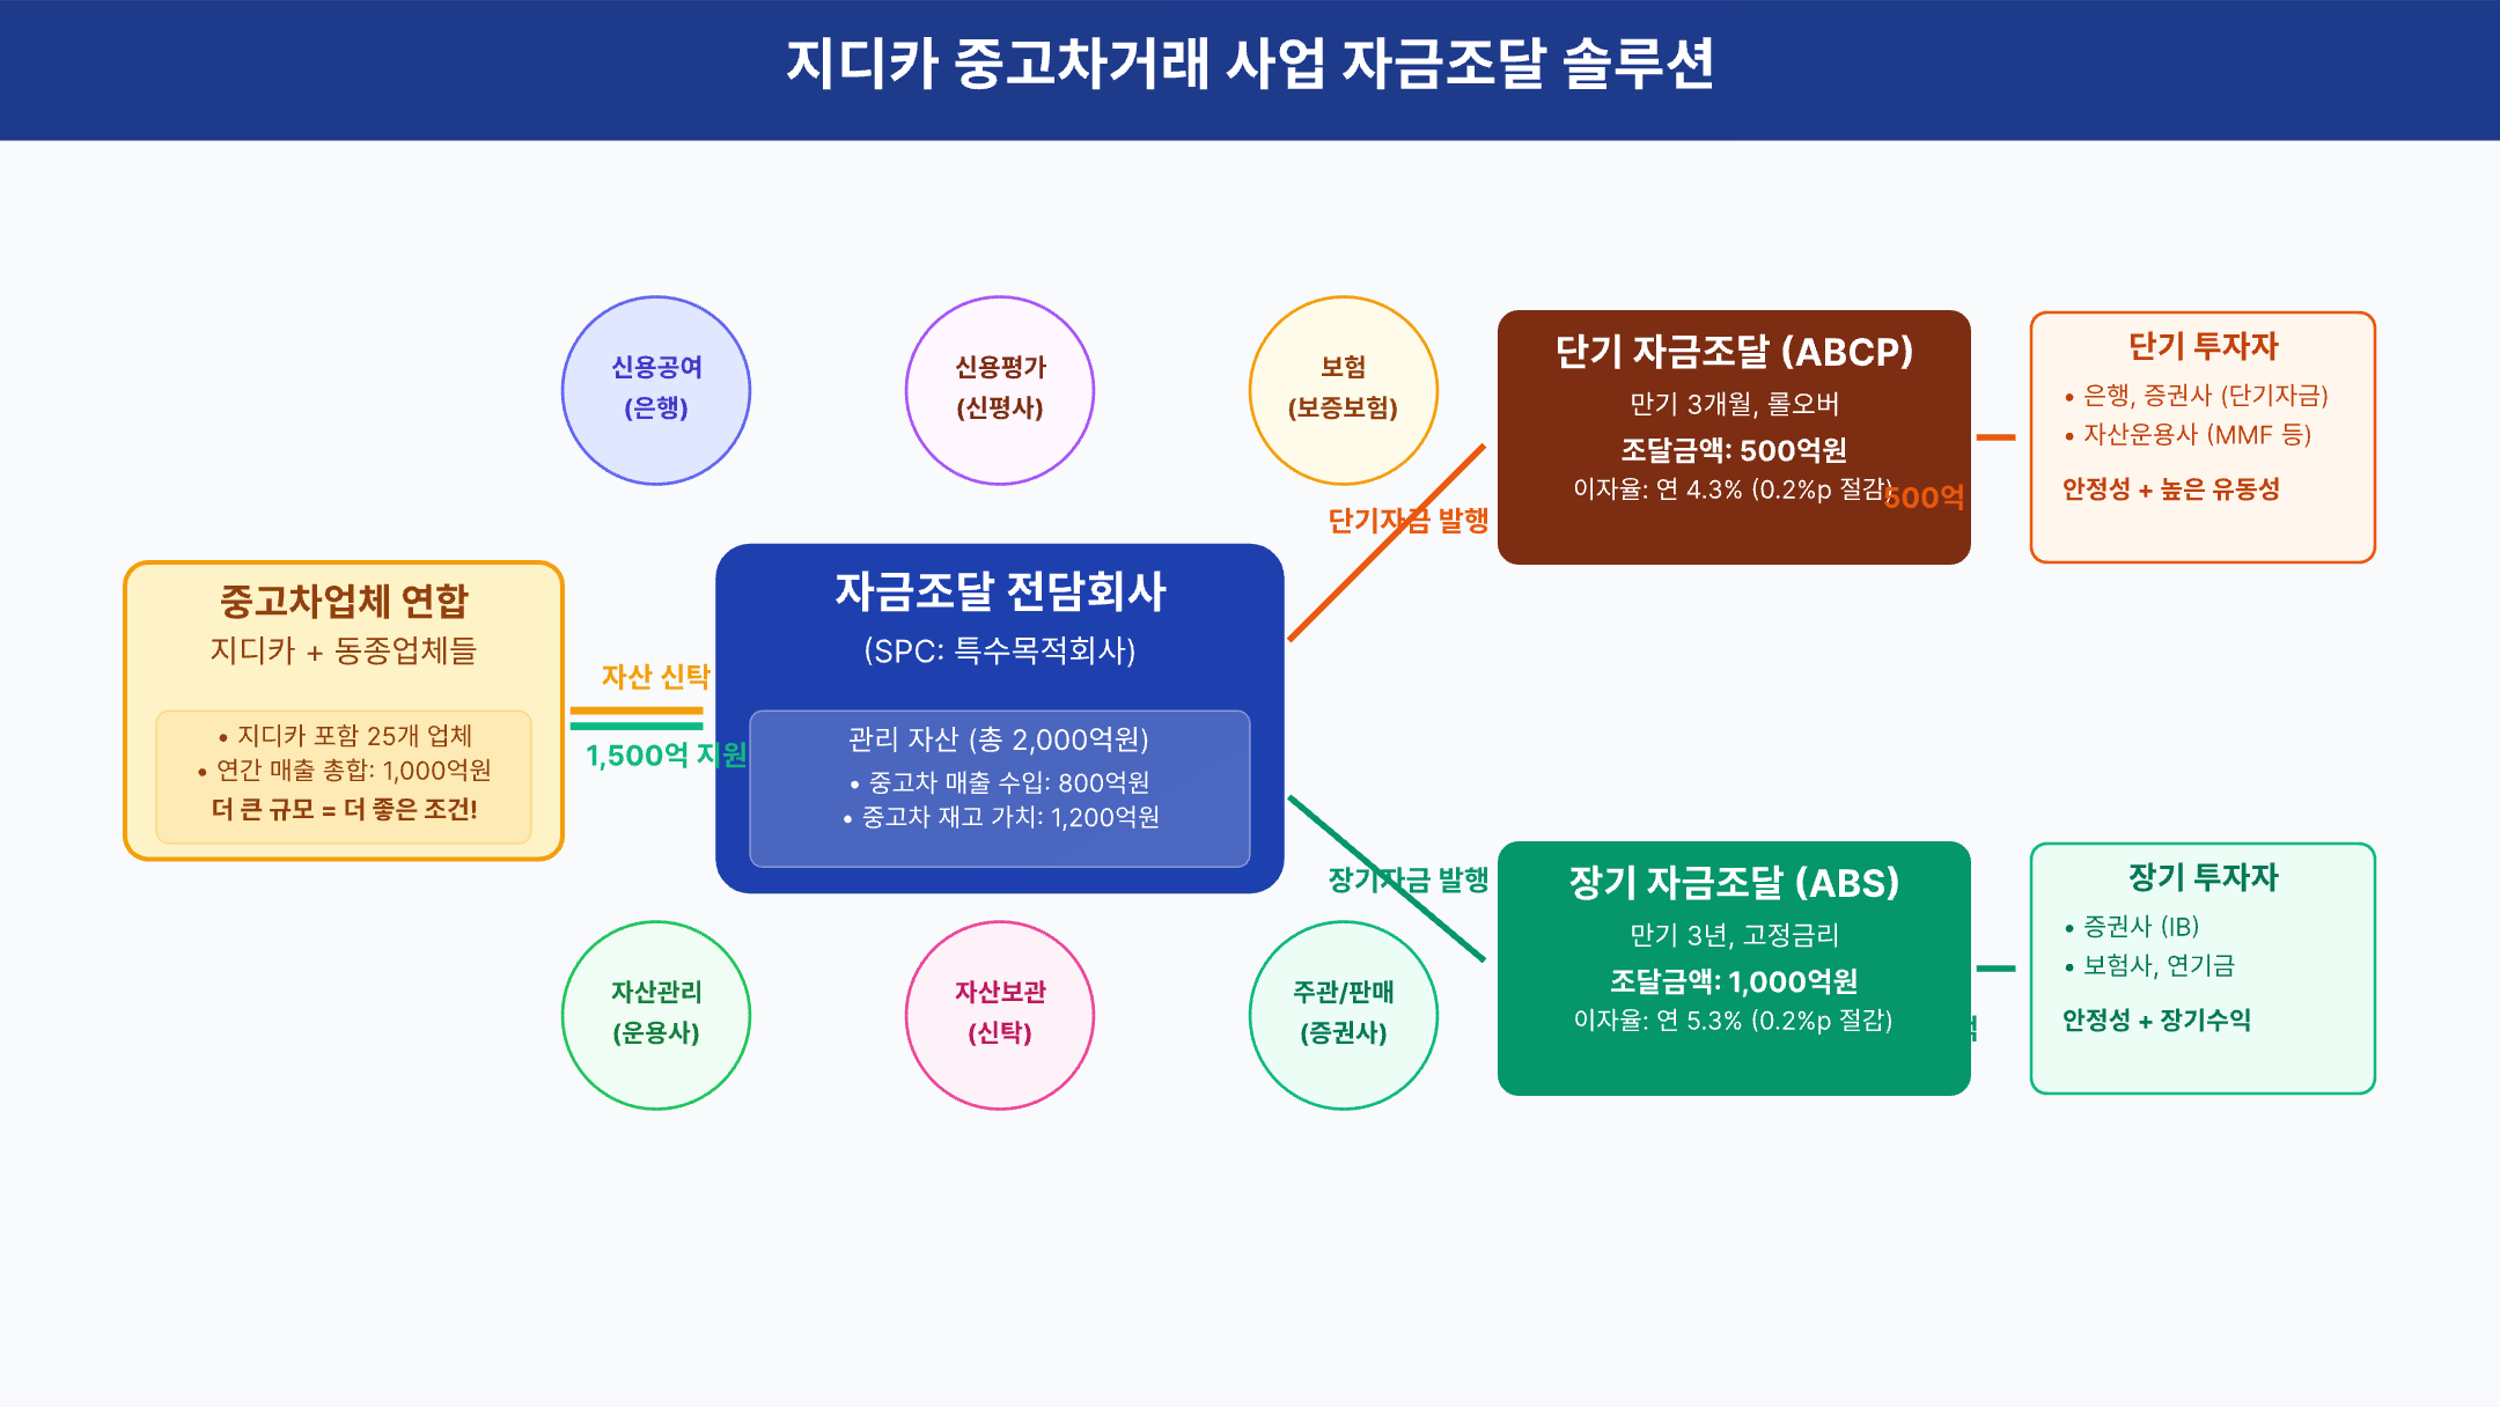 지디카 중고차거래 사업 자금조달 솔루션
신용공여
(은행)
신용평가
(신평사)
보험
(보증보험)
단기 자금조달 (ABCP)
만기 3개월, 롤오버
조달금액: 500억원
이자율: 연 4.3% (0.2%p 절감)
500억
단기 투자자
• 은행, 증권사 (단기자금)
• 자산운용사 (MMF 등)
안정성 + 높은 유동성
단기자금 발행
중고차업체 연합
지디카 + 동종업체들
• 지디카 포함 25개 업체
• 연간 매출 총합: 1,000억원
더 큰 규모 = 더 좋은 조건!
자산 신탁
1,500억 지원
자금조달 전담회사
(SPC: 특수목적회사)
관리 자산 (총 2,000억원)
• 중고차 매출 수입: 800억원
• 중고차 재고 가치: 1,200억원
장기자금 발행
장기 자금조달 (ABS)
만기 3년, 고정금리
조달금액: 1,000억원
이자율: 연 5.3% (0.2%p 절감)
장기 투자자
• 증권사 (IB)
• 보험사, 연기금
안정성 + 장기수익
자산관리
(운용사)
자산보관
(신탁)
주관/판매
(증권사)